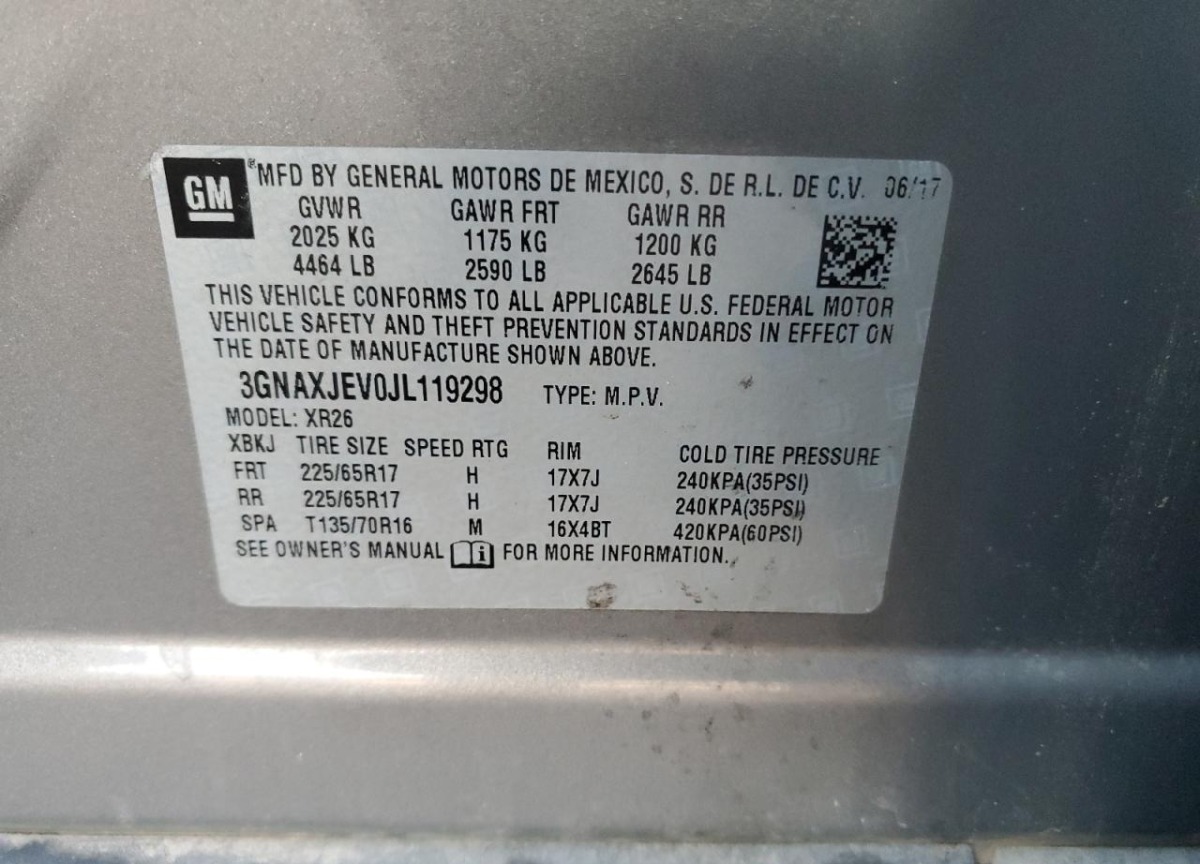 GM ® MFD BY GENERAL MOTORS DE MEXICO, S. DE R.L. DE C.V. 06/17
GVWR GAWR FRT GAWR RR
2025 KG 1175 KG 1200 KG
4464 LB 2590 LB 2645 LB
THIS VEHICLE CONFORMS TO ALL APPLICABLE U.S. FEDERAL MOTOR
VEHICLE SAFETY AND THEFT PREVENTION STANDARDS IN EFFECT ON
THE DATE OF MANUFACTURE SHOWN ABOVE.
3GNAXJEV0JL119298 TYPE: M.P.V.
MODEL: XR26
XBKJ TIRE SIZE SPEED RTG RIM COLD TIRE PRESSURE
FRT 225/65R17 H 17X7J 240KPA(35PSI)
RR 225/65R17 H 17X7J 240KPA(35PSI)
SPA T135/70R16 M 16X4BT 420KPA(60PSI)
SEE OWNER'S MANUAL i FOR MORE INFORMATION.